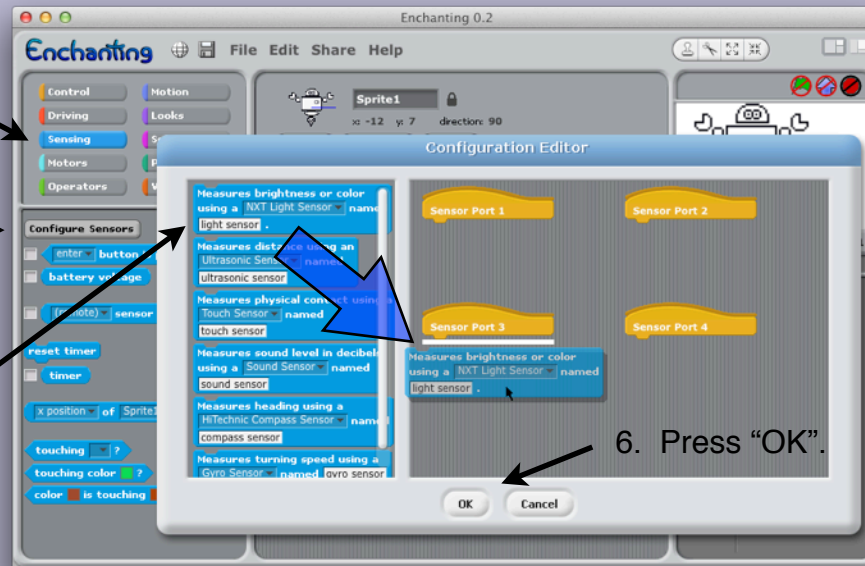 Enchanting 0.2
Enchanting File Edit Share Help
Control Motion
Driving Looks
Sensing
Motors
Operators
Sprite1
x: -12 y: 7 direction: 90
Configure Sensors
enter button
battery voltage
sensor
reset timer
timer
x position of Sprite1
touching ?
touching color ?
color is touching
Configuration Editor
Measures brightness or color
using a NXT Light Sensor
light sensor .
Measures distance using an
Ultrasonic Sensor named
ultrasonic sensor
Measures physical contact using
Touch Sensor named
touch sensor
Measures sound level in decibels
using a Sound Sensor named
sound sensor
Measures heading using a
HiTechnic Compass Sensor
compass sensor
Measures turning speed using a
Gyro Sensor named gyro sensor
Sensor Port 1
Sensor Port 2
Sensor Port 3
Sensor Port 4
Measures brightness or color
using a NXT Light Sensor named
light sensor .
6. Press “OK”.
OK Cancel